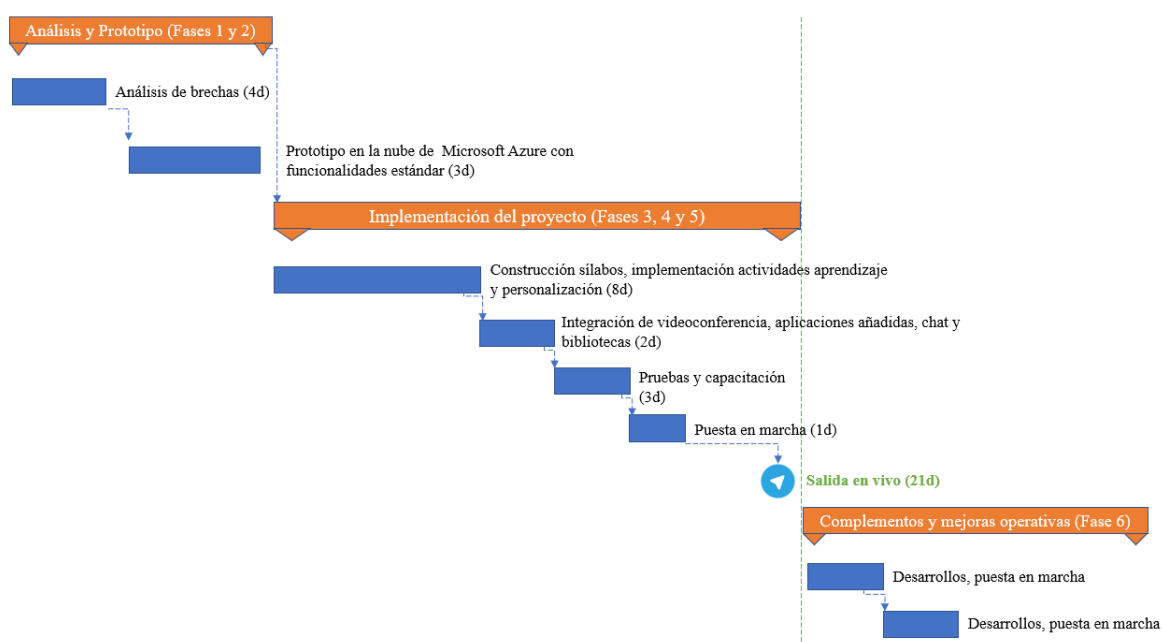 Análisis y Prototipo (Fases 1 y 2)
Análisis de brechas (4d)
Prototipo en la nube de Microsoft Azure con
funcionalidades estándar (3d)
Implementación del proyecto (Fases 3, 4 y 5)
Construcción sílabos, implementación actividades aprendizaje
y personalización (8d)
Integración de videoconferencia, aplicaciones añadidas, chat y
bibliotecas (2d)
Pruebas y capacitación
(3d)
Puesta en marcha (1d)
Salida en vivo (21d)
Complementos y mejoras operativas (Fase 6)
Desarrollos, puesta en marcha
Desarrollos, puesta en marcha